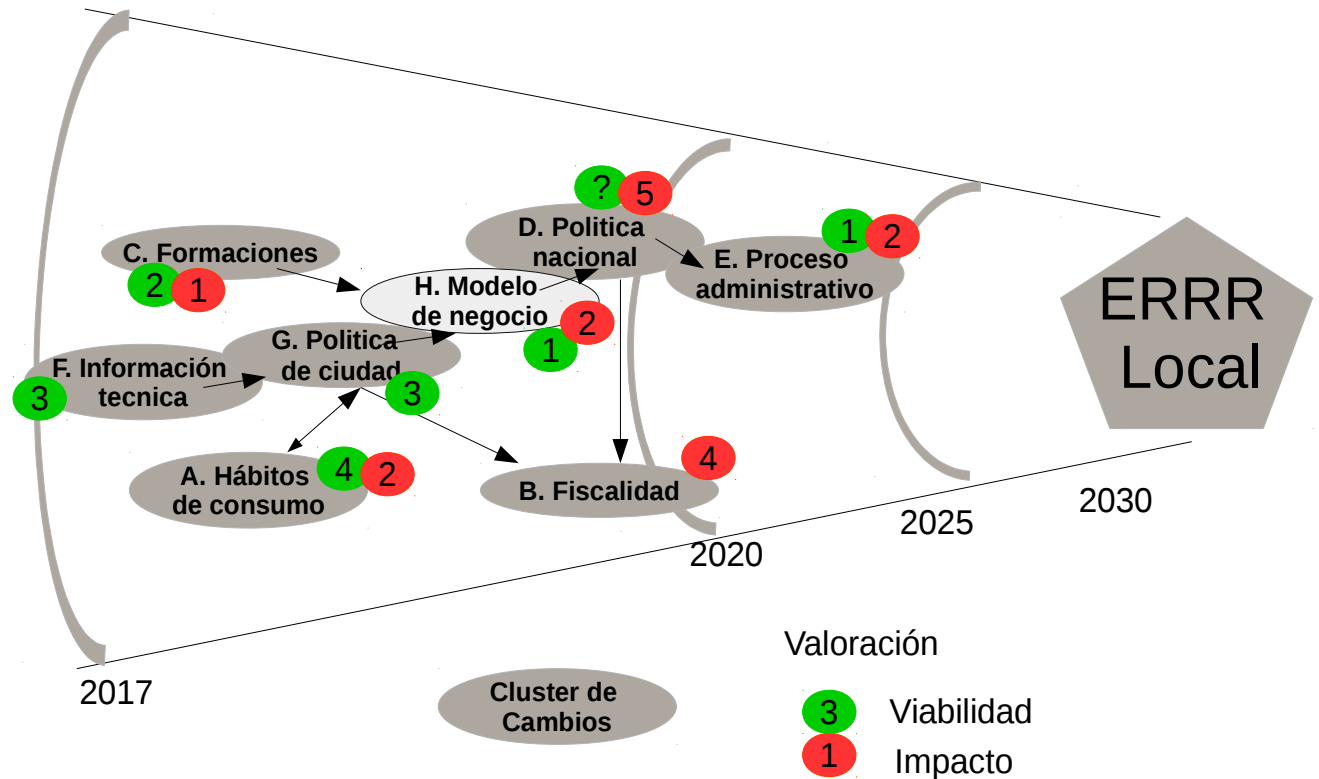 ? 5
D. Politica
nacional
1 2
E. Proceso
administrativo
C. Formaciones
2 1
H. Modelo
de negocio
2
1
G. Politica
de ciudad
3
F. Información
tecnica
3
A. Hábitos
de consumo
4 2
B. Fiscalidad
4
ERRR
Local
2017
2020
2025
2030
Cluster de
Cambios
Valoración
3 Viabilidad
1 Impacto